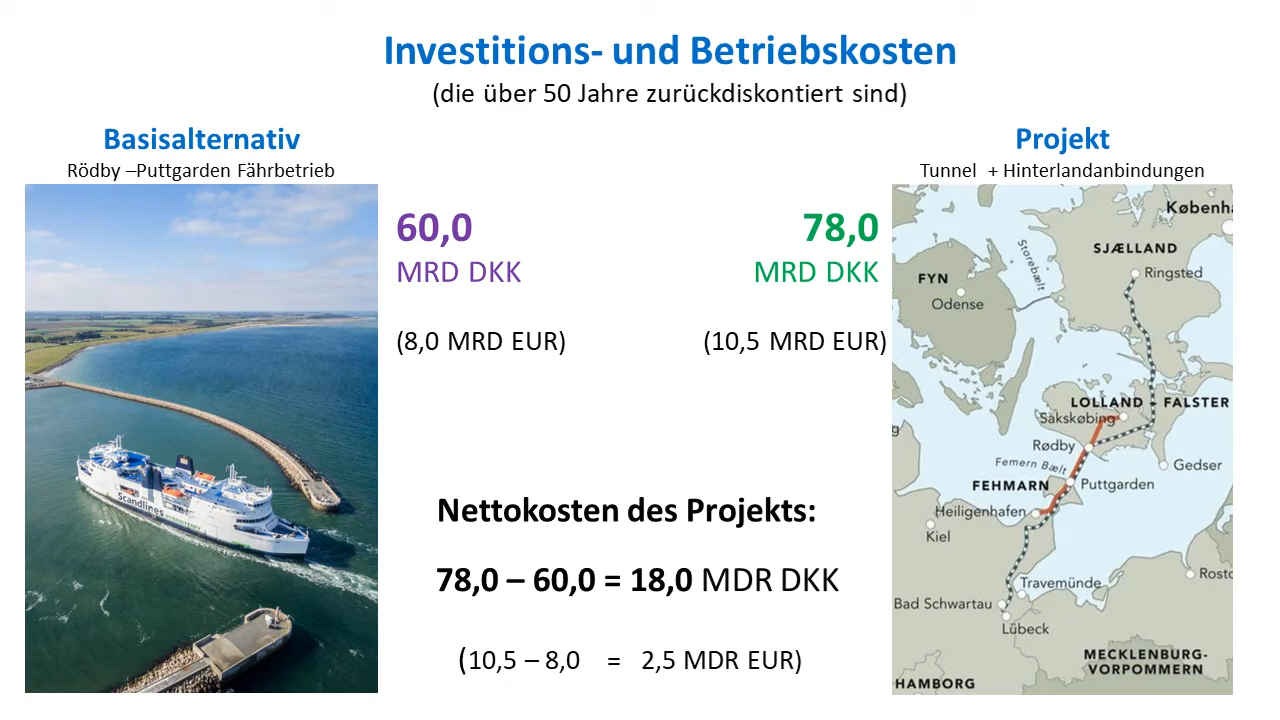 Investitions- und Betriebskosten
(die über 50 Jahre zurückdiskontiert sind)
Basisalternativ
Rödby –Puttgarden Fährbetrieb
Projekt
Tunnel + Hinterlandanbindungen
60,0
MRD DKK
(8,0 MRD EUR)
78,0
MRD DKK
(10,5 MRD EUR)
Nettokosten des Projekts:
78,0 – 60,0 = 18,0 MDR DKK
(10,5 – 8,0 = 2,5 MDR EUR)
Scandlines
Københa
SJÆLLAND
Storebælt
Ringsted
FYN
Odense
LOLLAND - FALSTER
Sakskøbing
g
Rødby
Femern Bælt
Gedser
FEHMARN
Puttgarden
Heiligenhafen
Kiel
Rosto
Travemünde
Bad Schwartau
Lübeck
MECKLENBURG-
VORPOMMERN
HAMBORG